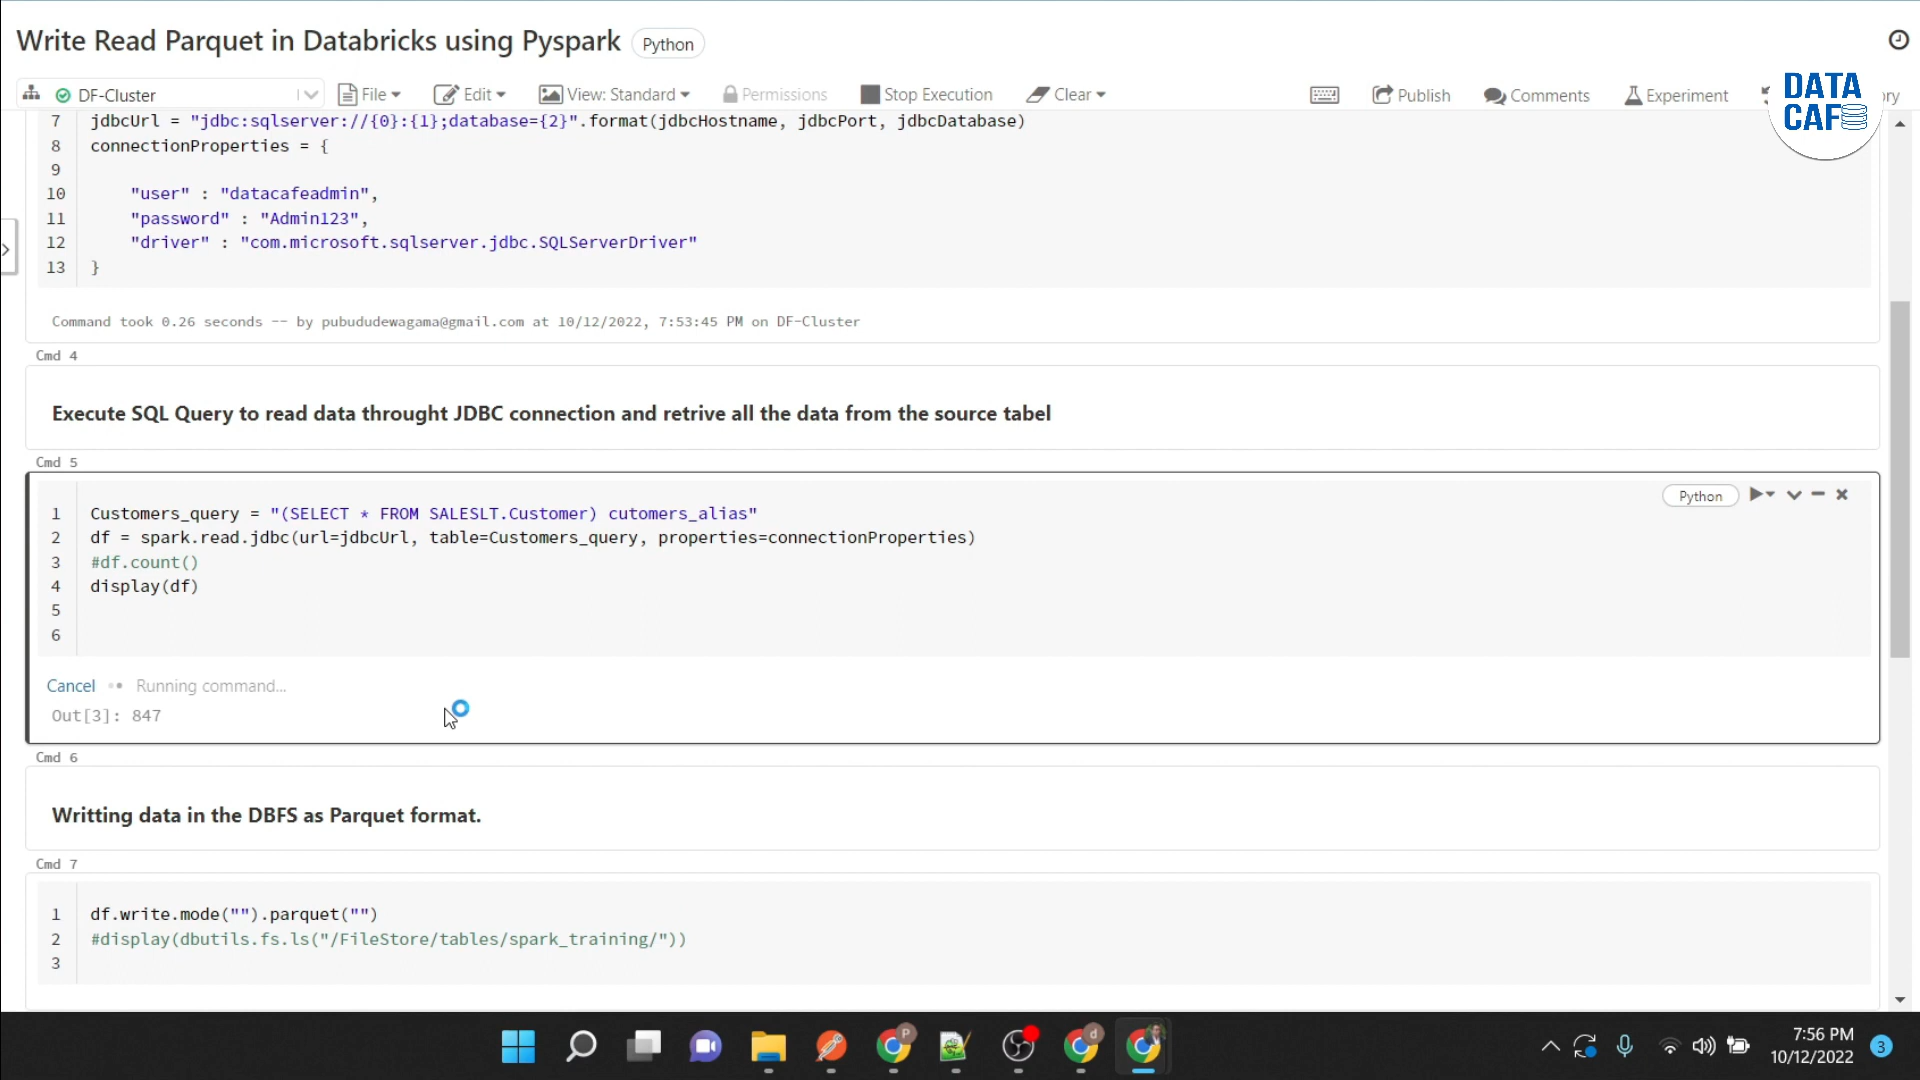 Write Read Parquet in Databricks using Pyspark Python
DF-Cluster File Edit View: Standard Permissions Stop Execution Clear Publish Comments Experiment ry
DATA
CAF
7 jdbcUrl = "jdbc:sqlserver://{0}:{1};database={2}".format(jdbcHostname, jdbcPort, jdbcDatabase)
8 connectionProperties = {
9
10 "user" : "datacafeadmin",
11 "password" : "Admin123",
12 "driver" : "com.microsoft.sqlserver.jdbc.SQLServerDriver"
13 }
Command took 0.26 seconds -- by pubududewagama@gmail.com at 10/12/2022, 7:53:45 PM on DF-Cluster
Cmd 4
Execute SQL Query to read data throught JDBC connection and retrive all the data from the source tabel
Cmd 5
Python
1 Customers_query = "(SELECT * FROM SALESLT.Customer) cutomers_alias"
2 df = spark.read.jdbc(url=jdbcUrl, table=Customers_query, properties=connectionProperties)
3 #df.count()
4 display(df)
5
6
Cancel Running command...
Out[3]: 847
Cmd 6
Writting data in the DBFS as Parquet format.
Cmd 7
1 df.write.mode("").parquet("")
2 #display(dbutils.fs.ls("/FileStore/tables/spark_training/"))
3
P d
7:56 PM
10/12/2022 3